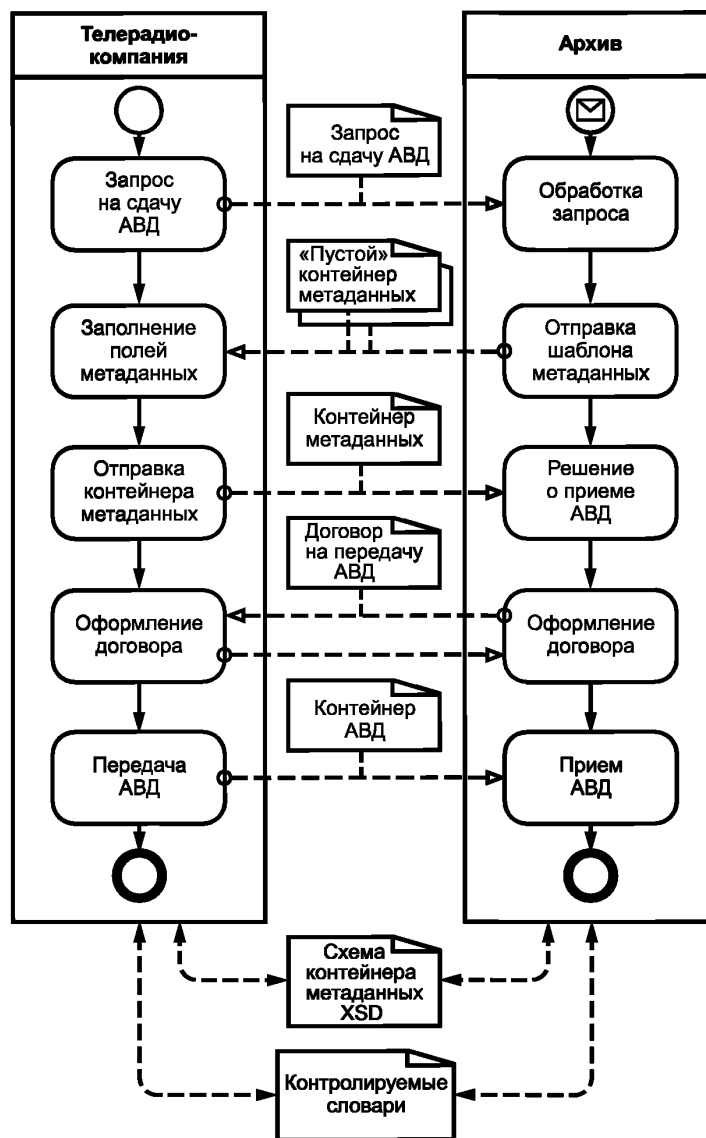 Телерадио-
компания
Архив
Запрос
на сдачу АВД
Запрос
на сдачу
АВД
Обработка
запроса
«Пустой»
контейнер
метаданных
Заполнение
полей
метаданных
Отправка
шаблона
метаданных
Контейнер
метаданных
Отправка
контейнера
метаданных
Решение
о приеме
АВД
Договор
на передачу
АВД
Оформление
договора
Оформление
договора
Контейнер
АВД
Передача
АВД
Прием
АВД
Схема
контейнера
метаданных
XSD
Контролируемые
словари